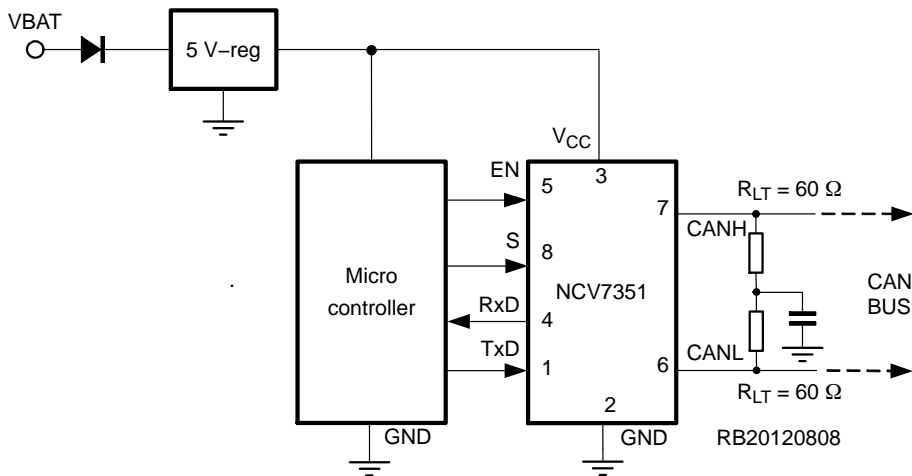 VBAT
5 V−reg
V_CC
EN
5
3
7
R_LT = 60 Ω
CANH
S
8
Micro
controller
NCV7351
CAN
BUS
RxD
4
TxD
1
CANL
6
R_LT = 60 Ω
2
GND
GND
RB20120808